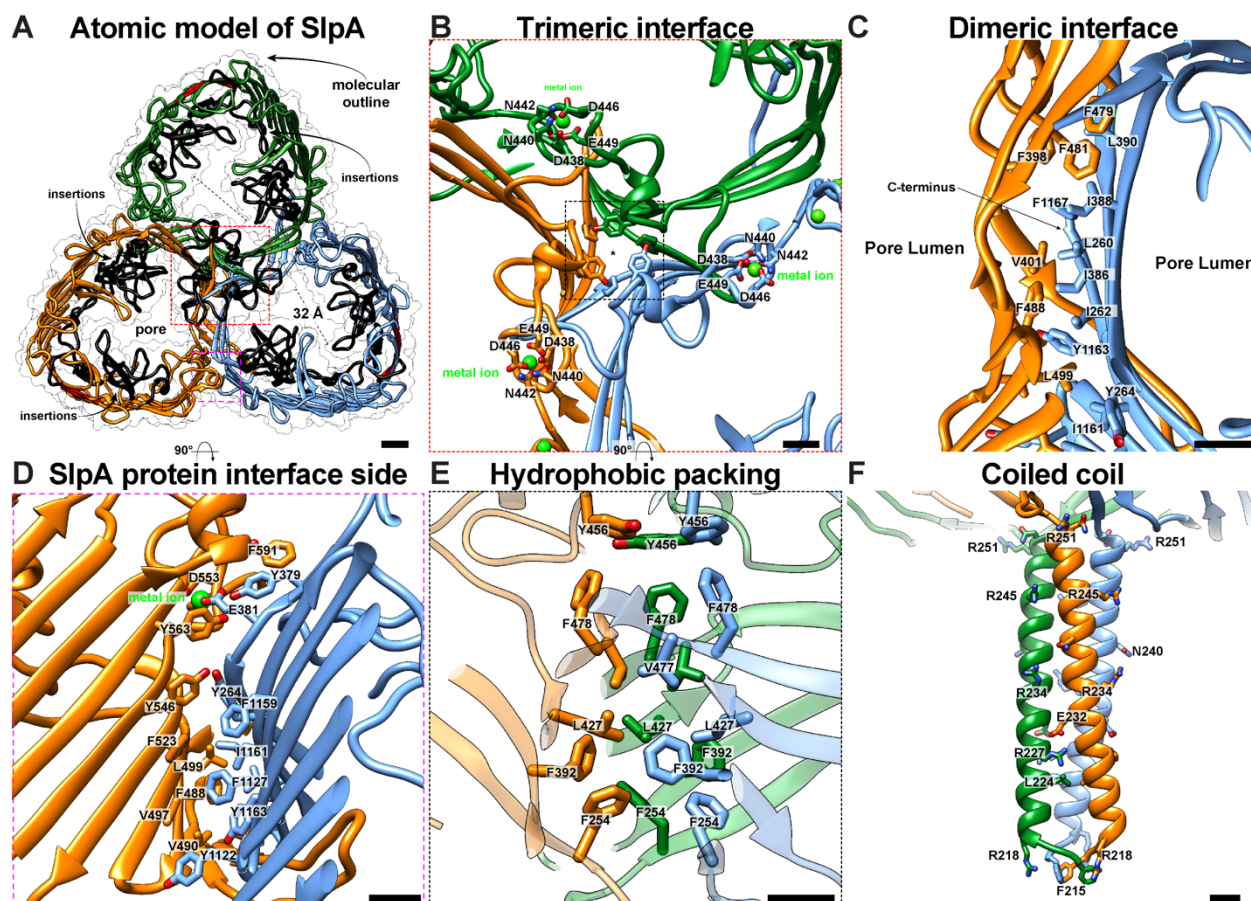 A Atomic model of SlpA
molecular
outline
insertions
insertions
pore
32 Å
insertions
90°
B Trimeric interface
metal ion
N442
D446
N440
E449
D438
*
N440
D438
N442
E449
metal ion
D446
E449
D446
D438
metal ion
N440
N442
90°
C Dimeric interface
F479
L390
F398
F481
C-terminus
F1167
I388
Pore Lumen
L260
Pore Lumen
V401
I386
F488
I262
Y1163
L499
Y264
I1161
D SlpA protein interface side
F591
D553
Y379
metal ion
E381
Y563
Y264
Y546
F1159
F523
I1161
L499
F488
F1127
V497
Y1163
V490
Y1122
E Hydrophobic packing
Y456
Y456
Y456
F478
F478
F478
V477
L427
L427
L427
F392
F392
F392
F254
F254
F254
F Coiled coil
R251
R251
R251
R245
R245
N240
R234
R234
E232
R227
L224
R218
R218
F215